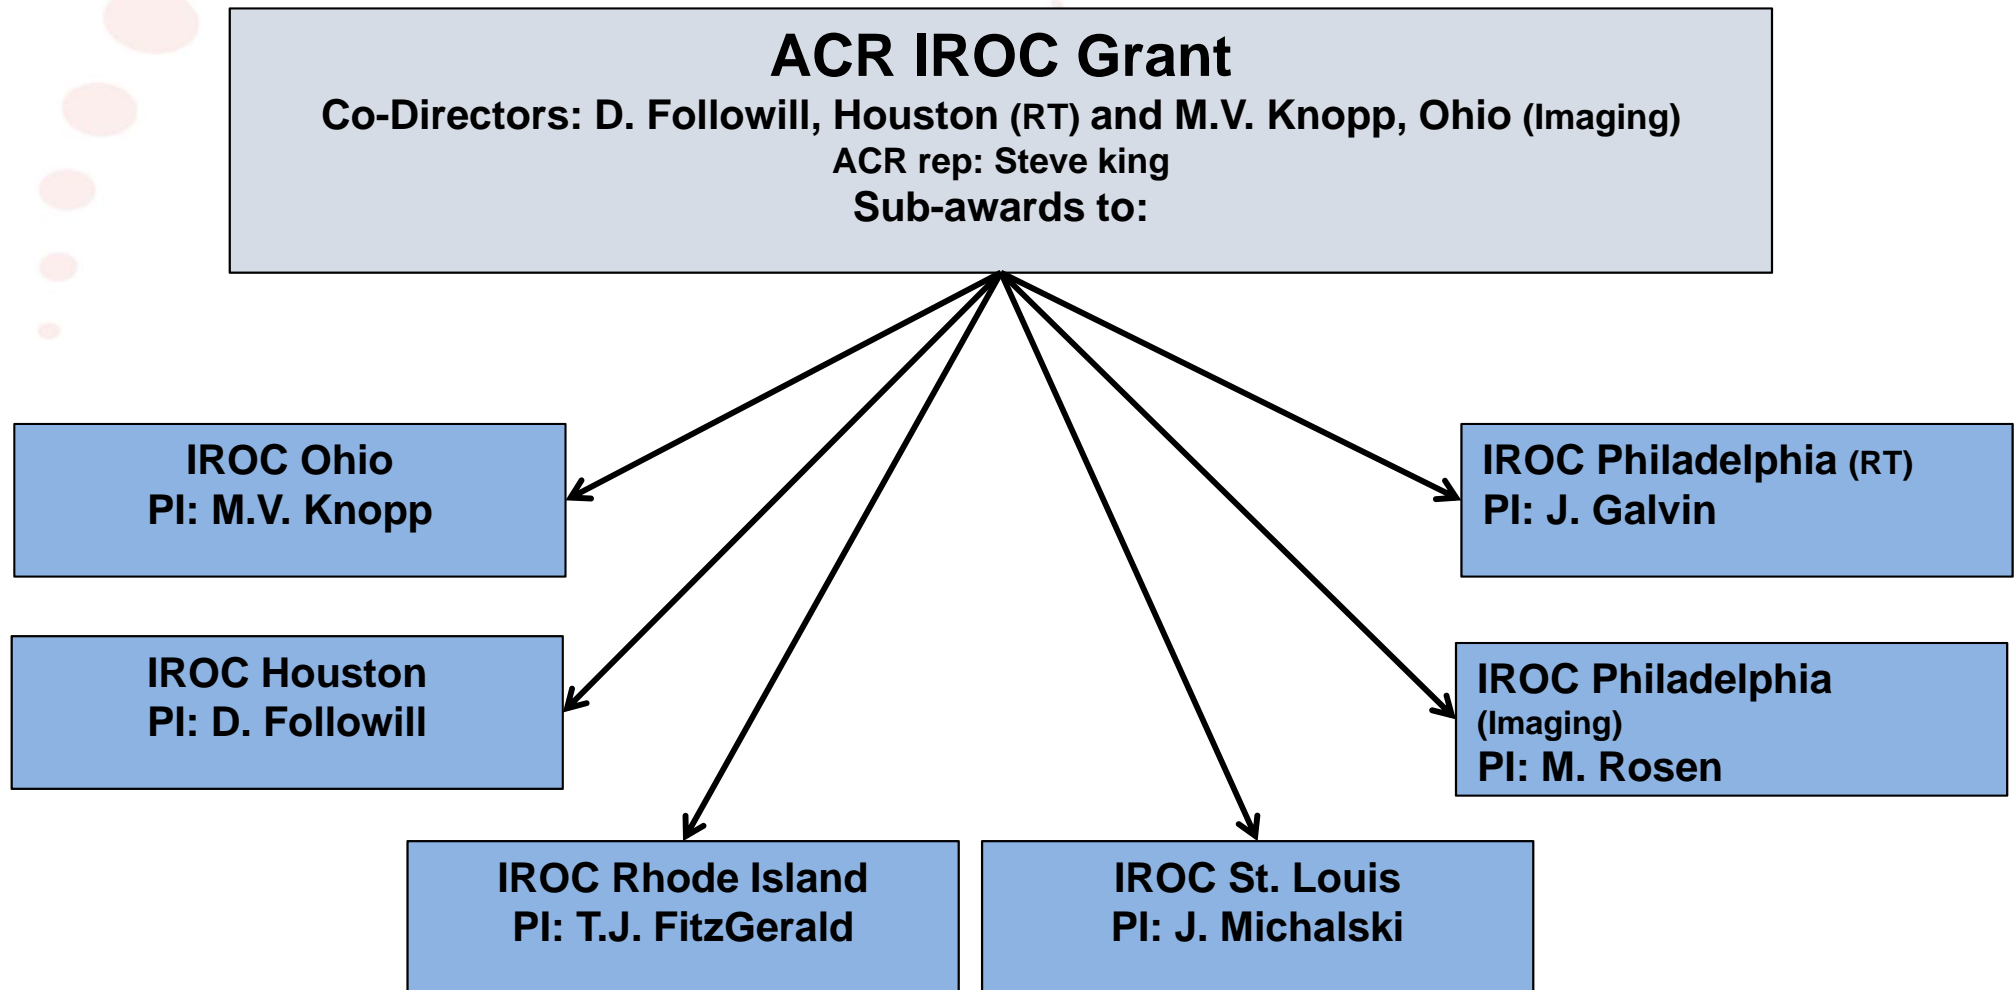 ACR IROC Grant
Co-Directors: D. Followill, Houston (RT) and M.V. Knopp, Ohio (Imaging)
ACR rep: Steve king
Sub-awards to:
IROC Ohio
PI: M.V. Knopp
IROC Philadelphia (RT)
PI: J. Galvin
IROC Houston
PI: D. Followill
IROC Philadelphia
(Imaging)
PI: M. Rosen
IROC Rhode Island
PI: T.J. FitzGerald
IROC St. Louis
PI: J. Michalski